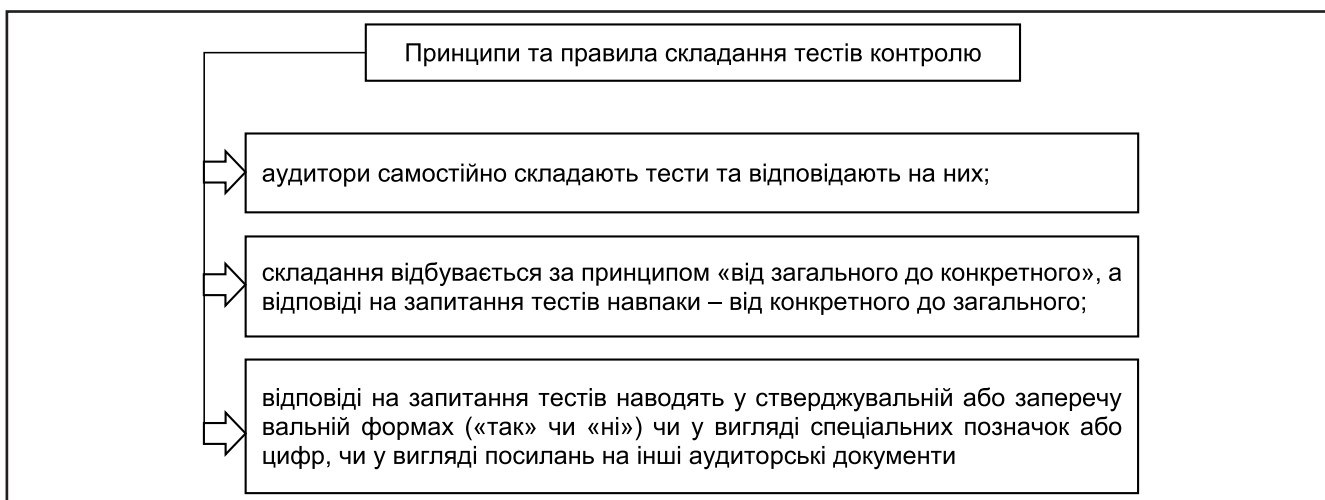 Принципи та правила складання тестів контролю
аудитори самостійно складають тести та відповідають на них;
складання відбувається за принципом «від загального до конкретного», а
відповіді на запитання тестів навпаки – від конкретного до загального;
відповіді на запитання тестів наводять у стверджувальній або заперечу
вальній формах («так» чи «ні») чи у вигляді спеціальних позначок або
цифр, чи у вигляді посилань на інші аудиторські документи